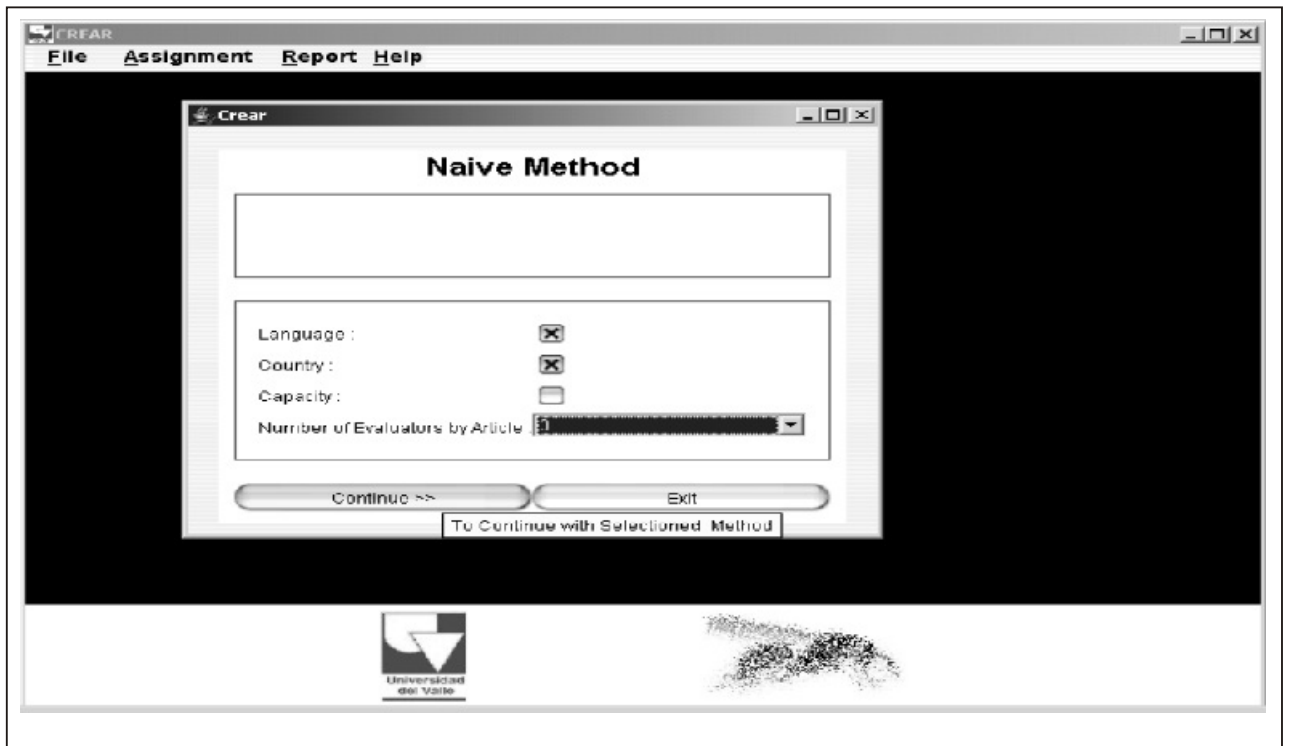 CREAR
File Assignment Report Help
Crear
Naive Method
Language :
Country :
Capacity :
Number of Evaluators by Article : 1
Continue >> Exit
To Continue with Selectioned Method
Universidad
del Valle